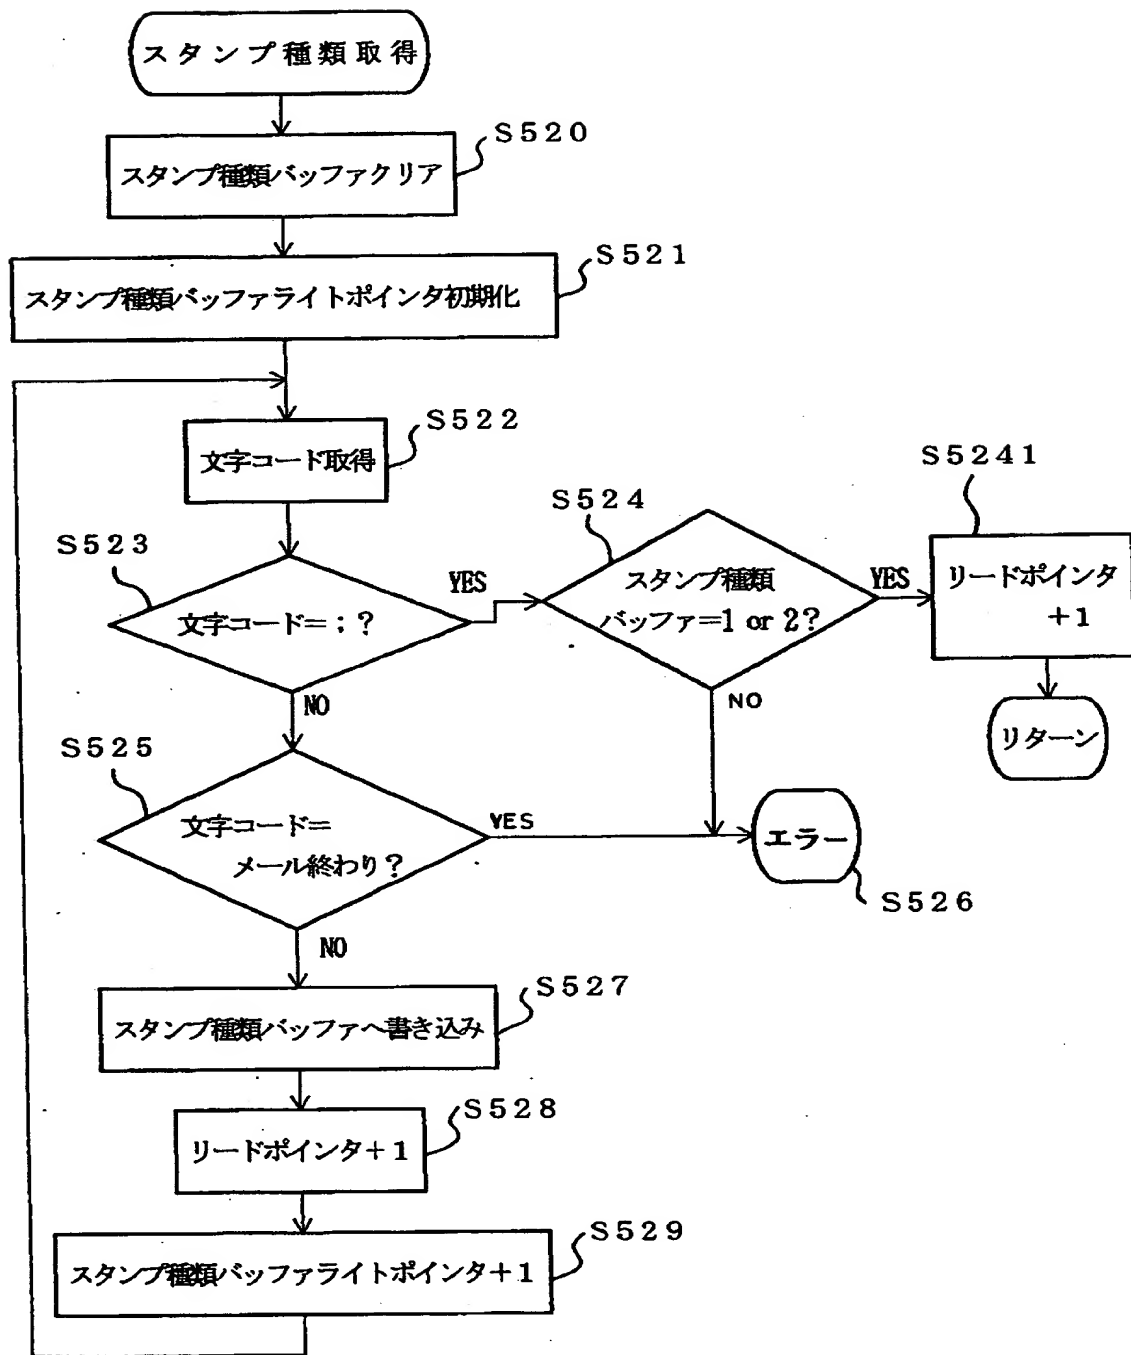 スタンプ種類取得
S520
スタンプ種類バッファクリア
S521
スタンプ種類バッファライトポインタ初期化
S522
文字コード取得
S523
文字コード=；？
YES
NO
S524
スタンプ種類
バッファ=1 or 2?
YES
NO
S5241
リードポインタ
+1
リターン
S525
文字コード=
メール終わり？
YES
NO
エラー
S526
S527
スタンプ種類バッファへ書き込み
S528
リードポインタ+1
S529
スタンプ種類バッファライトポインタ+1